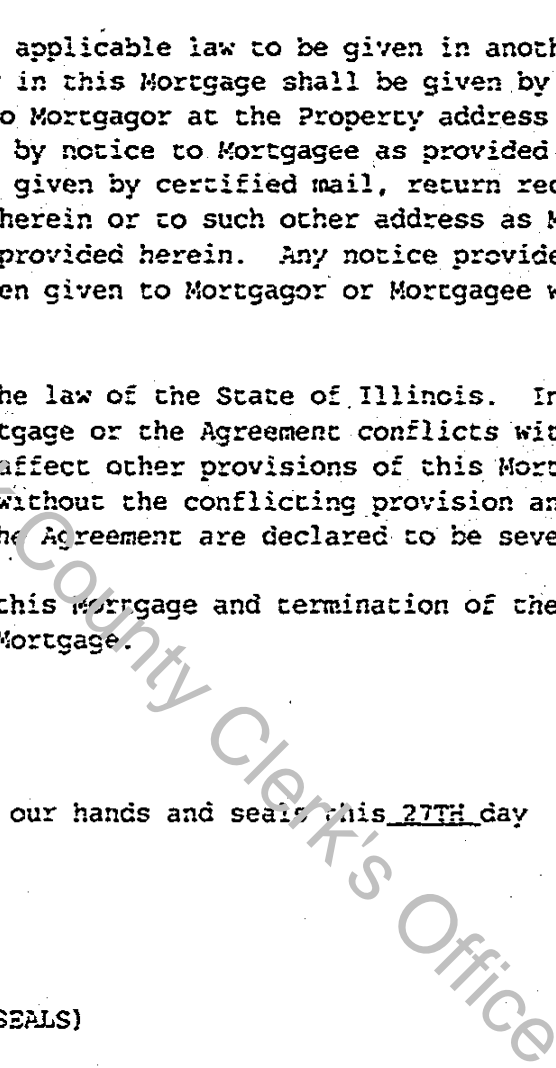 applicable law to be given in anoth
in this Mortgage shall be given by
o Mortgagor at the Property address
by notice to Mortgagee as provided
given by certified mail, return rec
herein or to such other address as M
provided herein. Any notice provide
en given to Mortgagor or Mortgagee w
he law of the State of Illinois. In
tgage or the Agreement conflicts wit
affect other provisions of this Mort
without the conflicting provision an
he Agreement are declared to be seve
this Mortgage and termination of the
Mortgage.
our hands and seals this 27TH day
SEALS)
County Clerk's Office